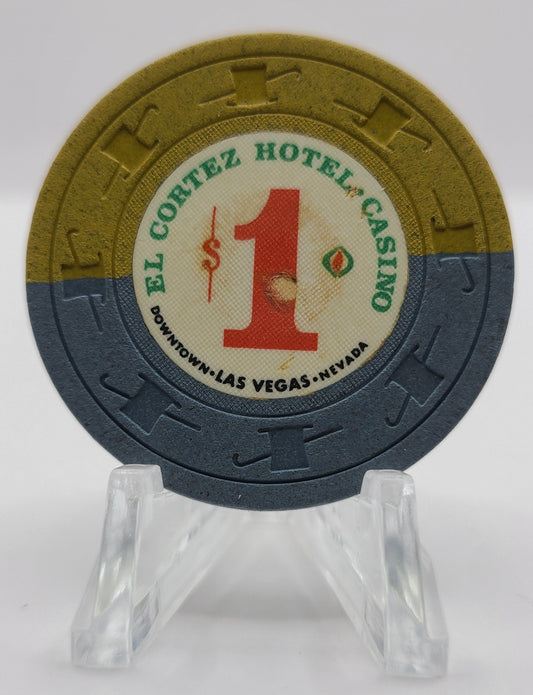 EL CORTEZ HOTEL·CASINO
$1
DOWNTOWN·LAS VEGAS·NEVADA